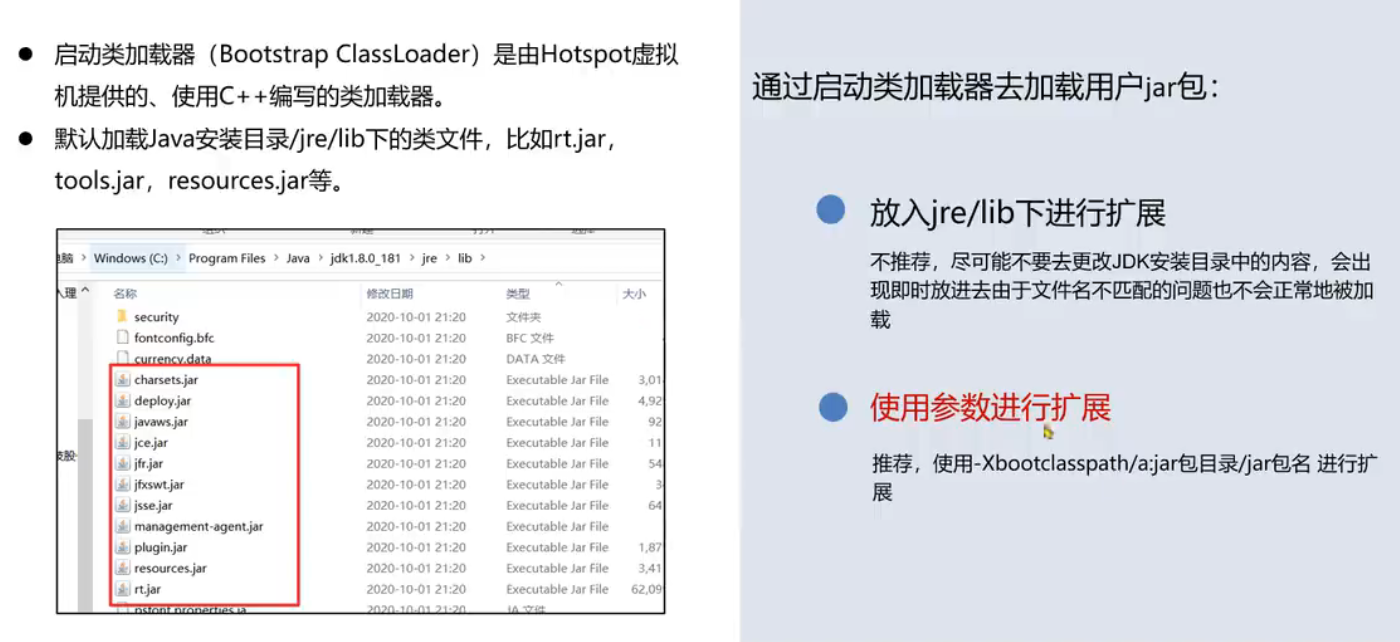 启动类加载器（Bootstrap ClassLoader）是由Hotspot虚拟
机提供的、使用C++编写的类加载器。
默认加载Java安装目录/jre/lib下的类文件，比如rt.jar，
tools.jar，resources.jar等。
Windows (C:) > Program Files > Java > jdk1.8.0_181 > jre > lib >
名称 修改日期 类型 大小
security 2020-10-01 21:20 文件夹
fontconfig.bfc 2020-10-01 21:20 BFC 文件
currency.data 2020-10-01 21:20 DATA 文件
charsets.jar 2020-10-01 21:20 Executable Jar File 3,01
deploy.jar 2020-10-01 21:20 Executable Jar File 4,92
javaws.jar 2020-10-01 21:20 Executable Jar File 92
jce.jar 2020-10-01 21:20 Executable Jar File 11
jfr.jar 2020-10-01 21:20 Executable Jar File 54
jfxswt.jar 2020-10-01 21:20 Executable Jar File 3
jsse.jar 2020-10-01 21:20 Executable Jar File 64
management-agent.jar 2020-10-01 21:20 Executable Jar File
plugin.jar 2020-10-01 21:20 Executable Jar File 1,87
resources.jar 2020-10-01 21:20 Executable Jar File 3,41
rt.jar 2020-10-01 21:20 Executable Jar File 62,09
2020-10-01 21:20 JA 文件
通过启动类加载器去加载用户jar包：
放入jre/lib下进行扩展
不推荐，尽可能不要去更改JDK安装目录中的内容，会出
现即时放进去由于文件名不匹配的问题也不会正常地被加
载
使用参数进行扩展
推荐，使用-Xbootclasspath/a:jar包目录/jar包名 进行扩
展